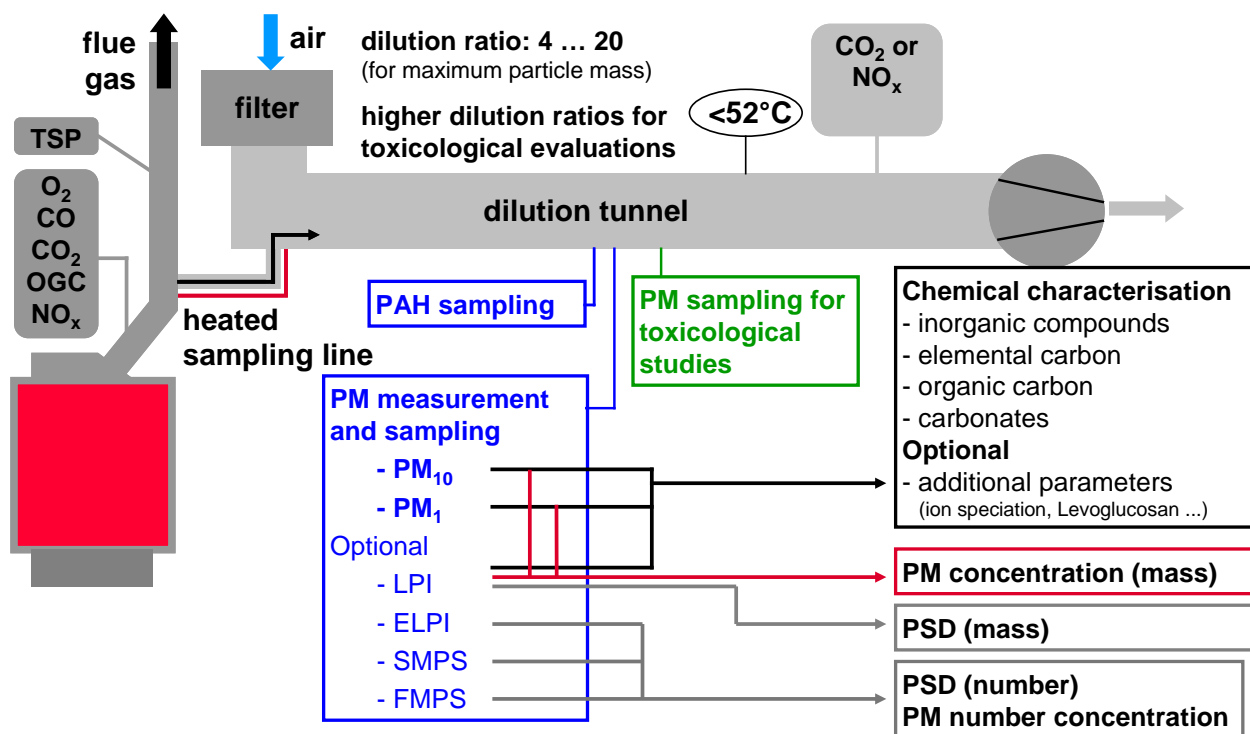 flue
gas
air
dilution ratio: 4 … 20
(for maximum particle mass)
higher dilution ratios for
toxicological evaluations
CO₂ or
NOₓ
filter
<52°C
TSP
O₂
CO
CO₂
OGC
NOₓ
dilution tunnel
heated
sampling line
PAH sampling
PM sampling for
toxicological
studies
PM measurement
and sampling
- PM₁₀
- PM₁
Optional
- LPI
- ELPI
- SMPS
- FMPS
Chemical characterisation
- inorganic compounds
- elemental carbon
- organic carbon
- carbonates
Optional
- additional parameters
(ion speciation, Levoglucosan ...)
PM concentration (mass)
PSD (mass)
PSD (number)
PM number concentration